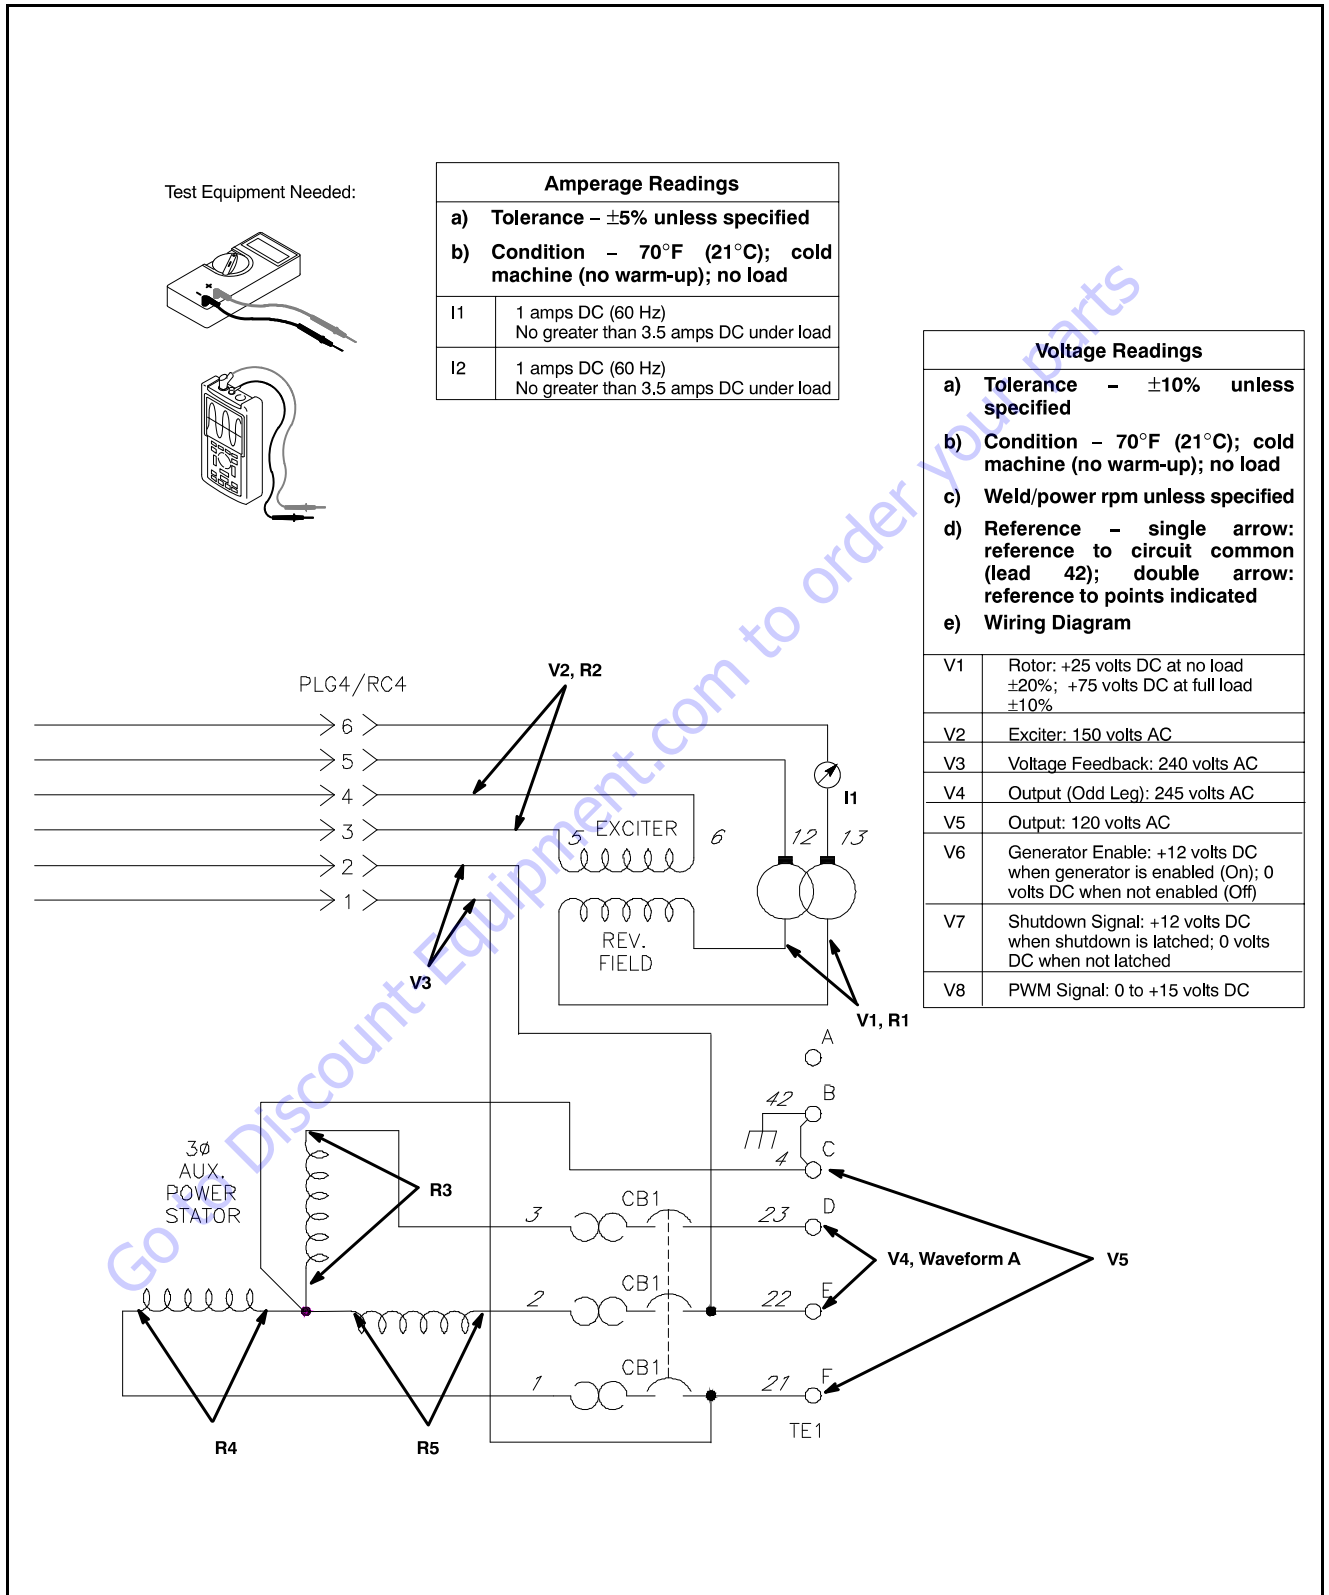 Test Equipment Needed:
Amperage Readings
a) Tolerance – ±5% unless specified
b) Condition – 70°F (21°C); cold
machine (no warm-up); no load
I1 1 amps DC (60 Hz)
No greater than 3.5 amps DC under load
I2 1 amps DC (60 Hz)
No greater than 3.5 amps DC under load
Voltage Readings
a) Tolerance – ±10% unless
specified
b) Condition – 70°F (21°C); cold
machine (no warm-up); no load
c) Weld/power rpm unless specified
d) Reference – single arrow:
reference to circuit common
(lead 42); double arrow:
reference to points indicated
e) Wiring Diagram
V1 Rotor: +25 volts DC at no load
±20%; +75 volts DC at full load
±10%
V2 Exciter: 150 volts AC
V3 Voltage Feedback: 240 volts AC
V4 Output (Odd Leg): 245 volts AC
V5 Output: 120 volts AC
V6 Generator Enable: +12 volts DC
when generator is enabled (On); 0
volts DC when not enabled (Off)
V7 Shutdown Signal: +12 volts DC
when shutdown is latched; 0 volts
DC when not latched
V8 PWM Signal: 0 to +15 volts DC
PLG4/RC4
V2, R2
6
5
4
3
2
1
I1
5 EXCITER 6
12 13
REV.
FIELD
V3
V1, R1
A
42 B
4 C
3ø
AUX.
POWER
STATOR
R3
3 CB1 23 D
V4, Waveform A
V5
2 CB1 22 E
1 CB1 21 F
TE1
R4
R5
Go to Discount-Equipment.com to order your parts